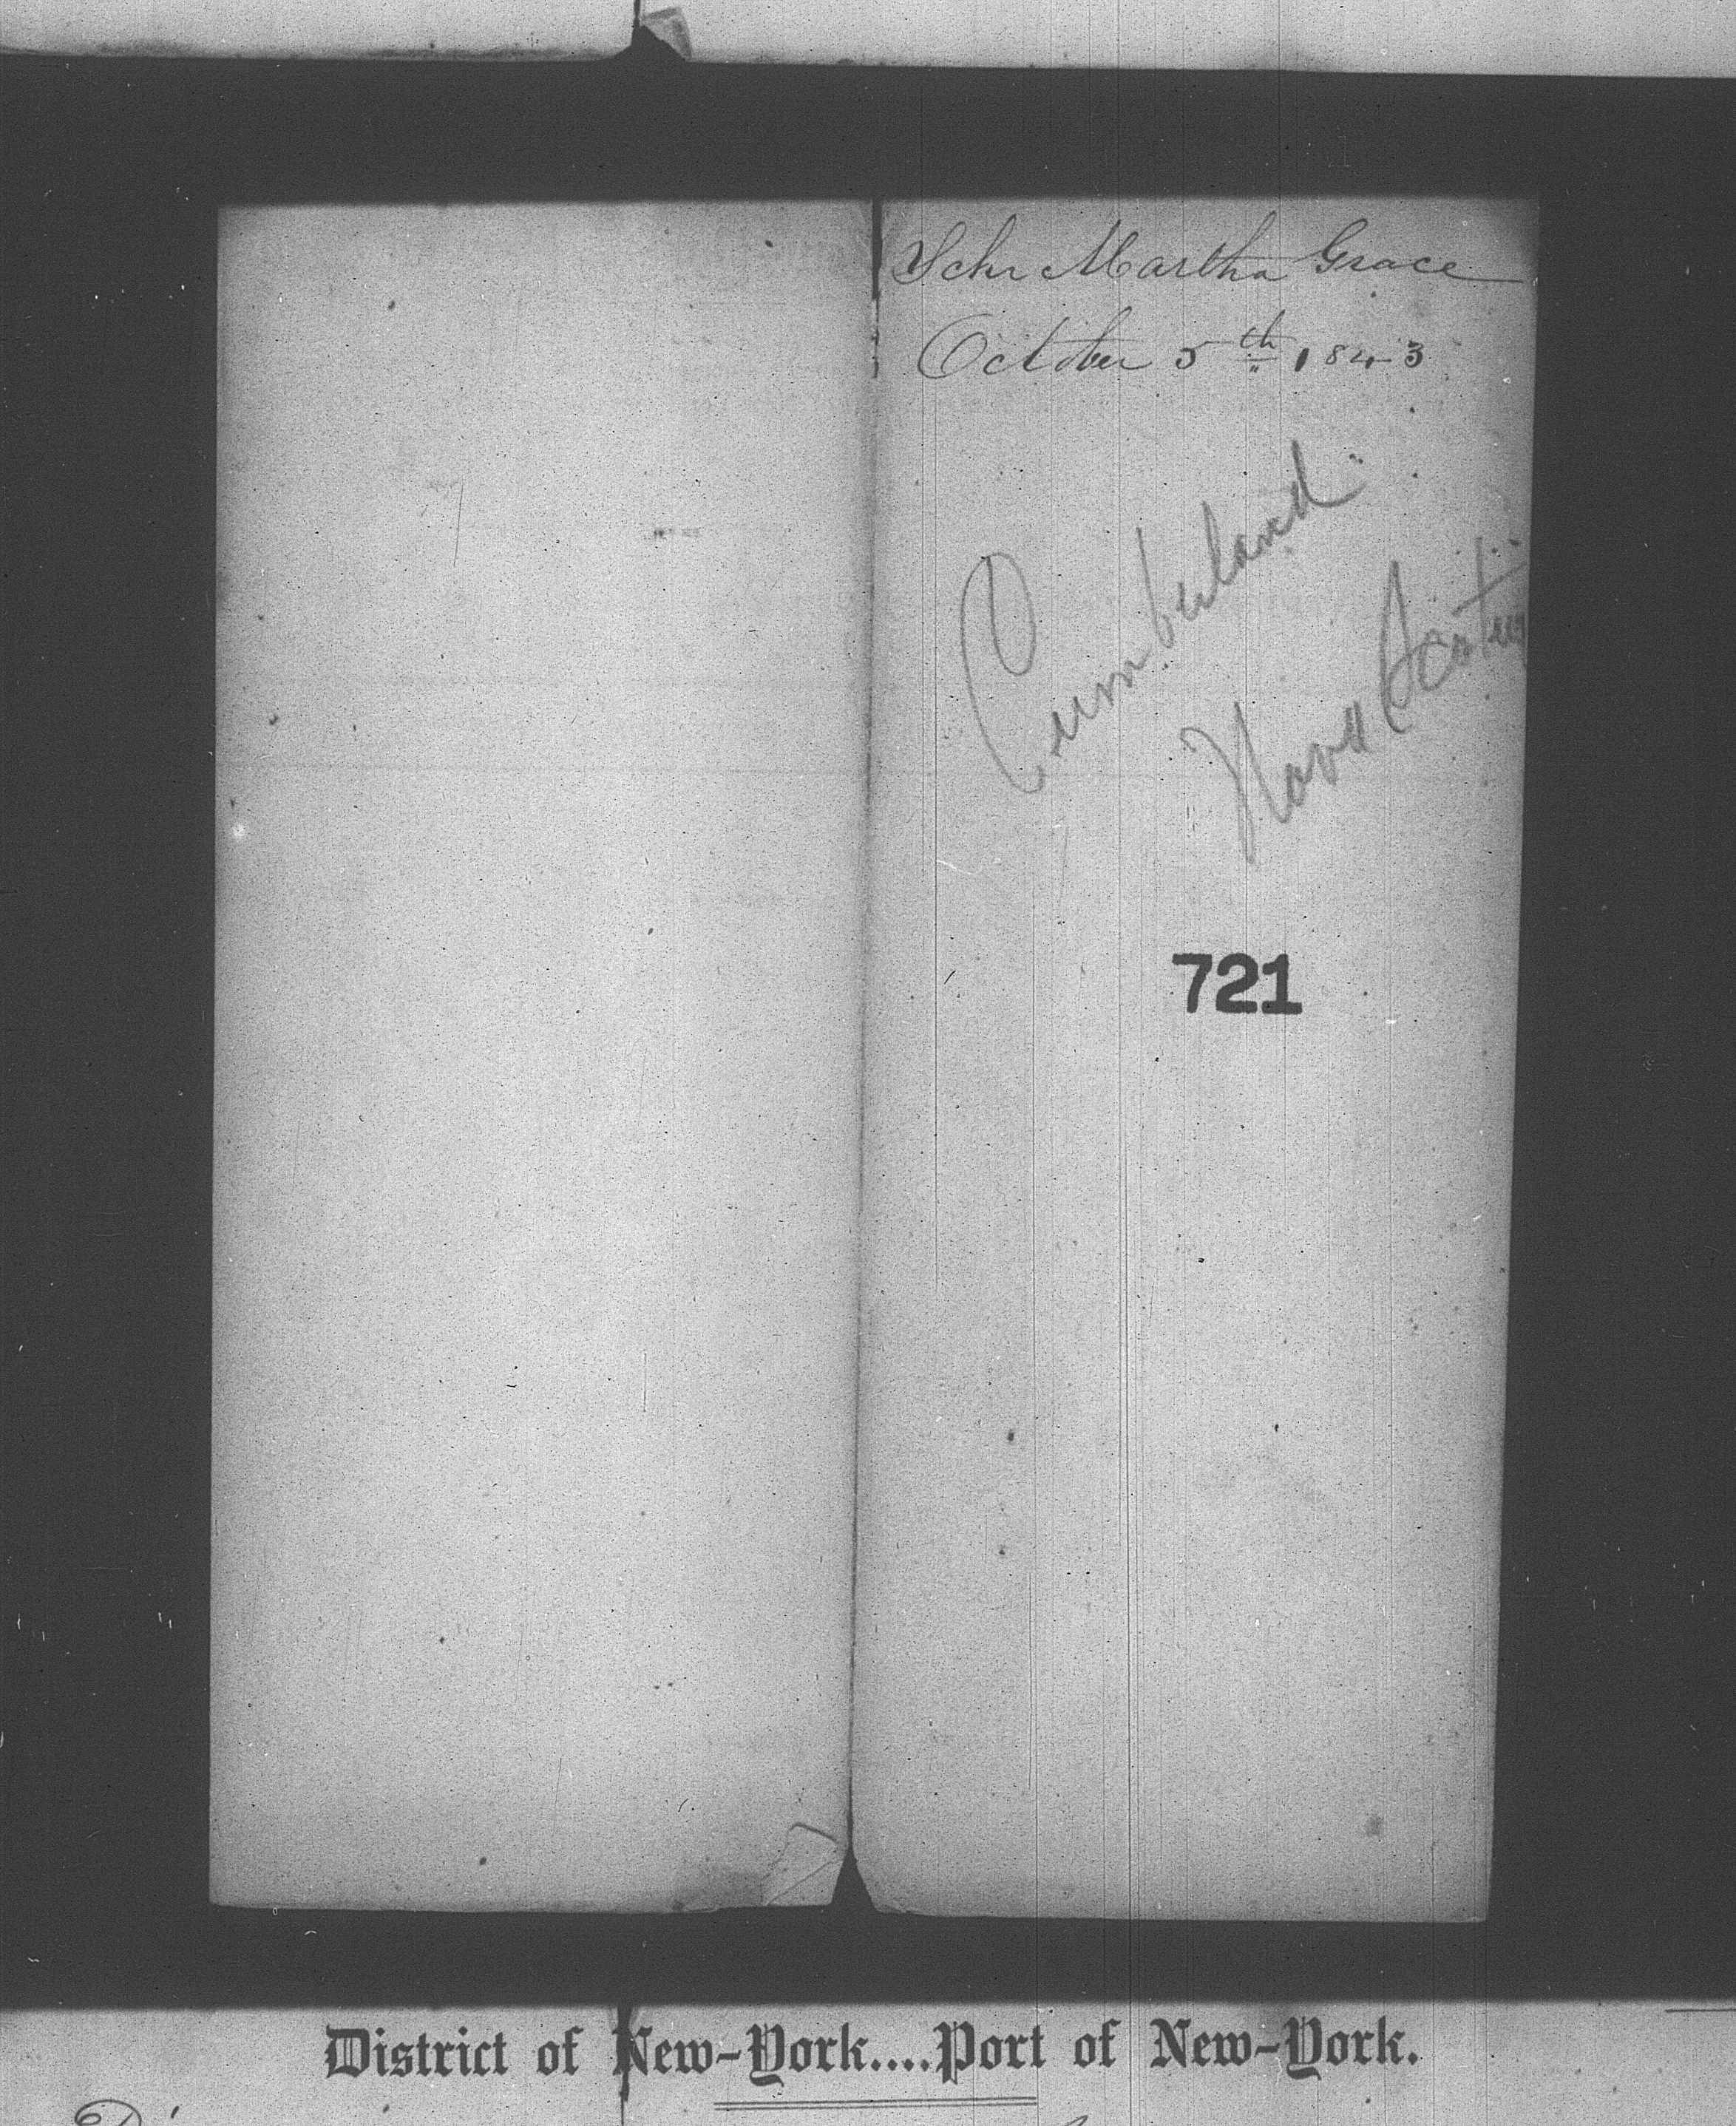 Schr Martha Grace
October 5th 1843
Cumberland
Nova Scotia
721
District of New-York....Port of New-York.